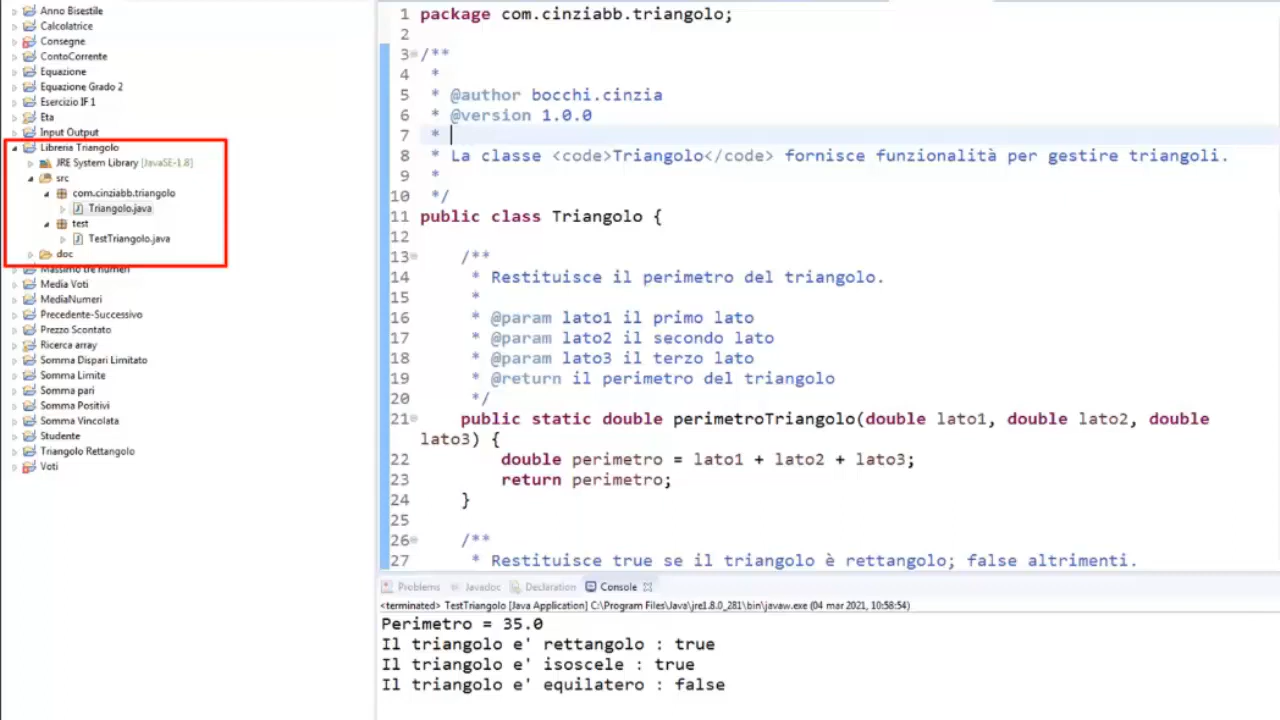 Anno Bisestile
Calcolatrice
Consegne
ContoCorrente
Equazione
Equazione Grado 2
Esercizio IF 1
Eta
Input Output
Libreria Triangolo
JRE System Library [JavaSE-1.8]
src
com.cinziabb.triangolo
Triangolo.java
test
TestTriangolo.java
doc
Massimo tre numeri
Media Voti
MediaNumeri
Precedente-Successivo
Prezzo Scontato
Ricerca array
Somma Dispari Limitato
Somma Limite
Somma pari
Somma Positivi
Somma Vincolata
Studente
Triangolo Rettangolo
Voti
1 package com.cinziabb.triangolo;
2
3 /**
4 *
5 * @author bocchi.cinzia
6 * @version 1.0.0
7 *
8 * La classe <code>Triangolo</code> fornisce funzionalità per gestire triangoli.
9 *
10 */
11 public class Triangolo {
12
13 /**
14 * Restituisce il perimetro del triangolo.
15 *
16 * @param lato1 il primo lato
17 * @param lato2 il secondo lato
18 * @param lato3 il terzo lato
19 * @return il perimetro del triangolo
20 */
21 public static double perimetroTriangolo(double lato1, double lato2, double
lato3) {
22 double perimetro = lato1 + lato2 + lato3;
23 return perimetro;
24 }
25
26 /**
27 * Restituisce true se il triangolo è rettangolo; false altrimenti.
Problems Javadoc Declaration Console
<terminated> TestTriangolo [Java Application] C:\Program Files\Java\jre1.8.0_281\bin\javaw.exe (04 mar 2021, 10:58:54)
Perimetro = 35.0
Il triangolo e' rettangolo : true
Il triangolo e' isoscele : true
Il triangolo e' equilatero : false